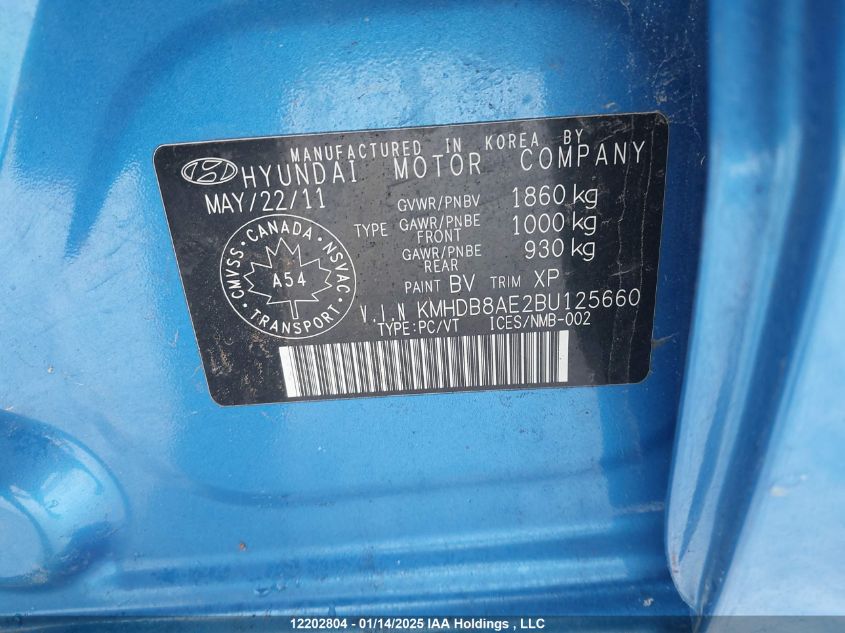 MANUFACTURED IN KOREA BY
HYUNDAI MOTOR COMPANY
MAY/22/11
GVWR/PNBV 1860 kg
TYPE GAWR/PNBE FRONT 1000 kg
GAWR/PNBE REAR 930 kg
PAINT BV TRIM XP
CMVSS • CANADA • NSVAC • TRANSPORT •
A54
V.I.N KMHDB8AE2BU125660
TYPE:PC/VT ICES/NMB-002
12202804 - 01/14/2025 IAA Holdings , LLC